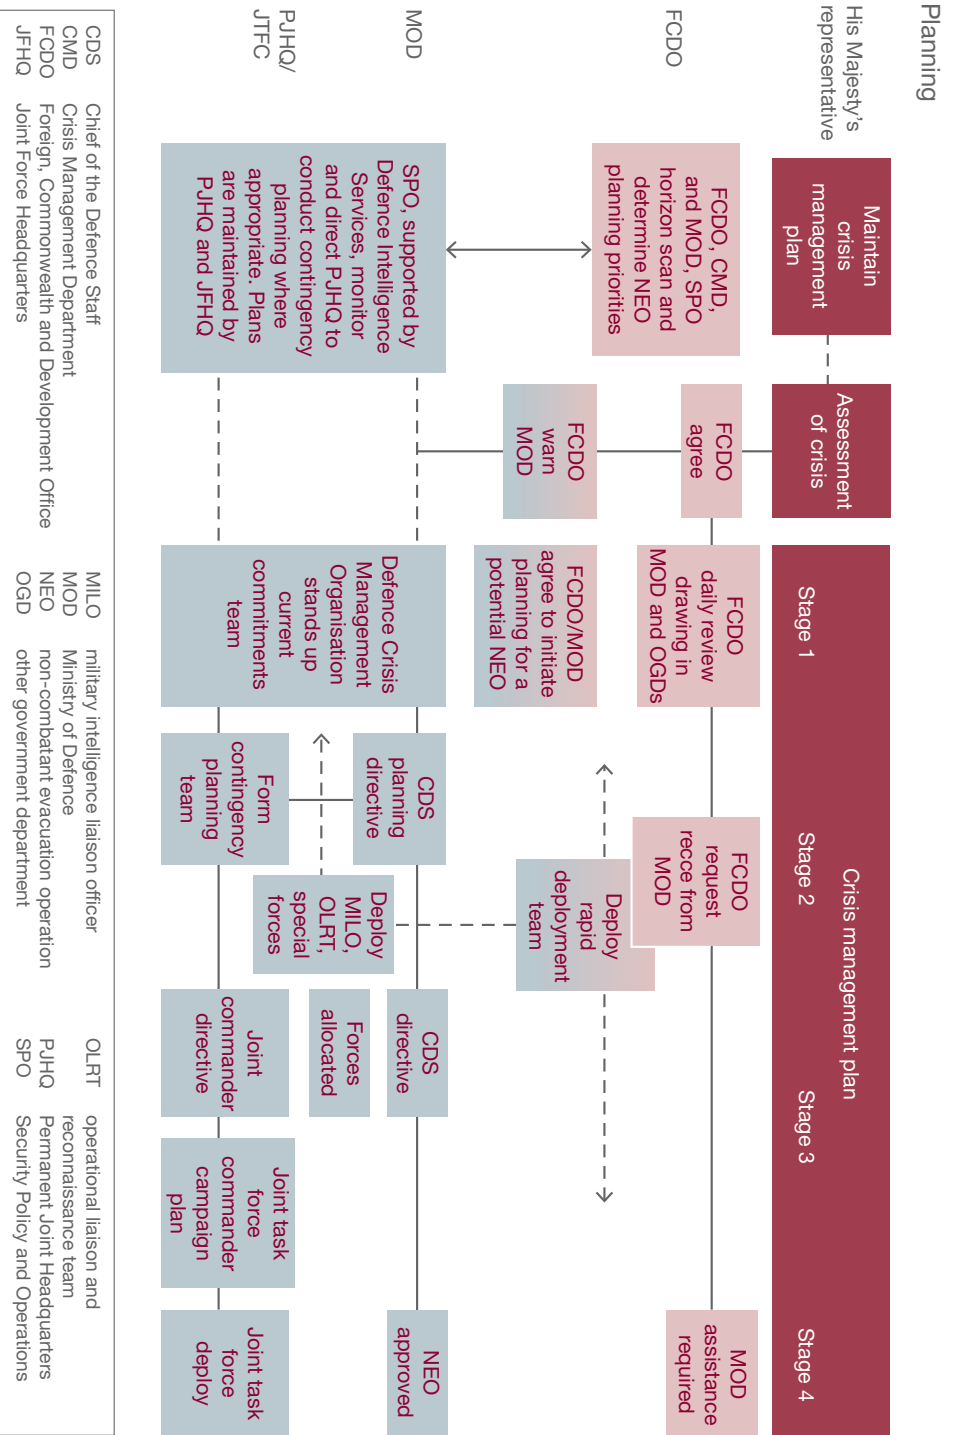 Planning
His Majesty's
representative
Maintain
crisis
management
plan
Assessment
of crisis
Crisis management plan
Stage 1
Stage 2
Stage 3
Stage 4
FCDO
FCDO, CMD,
and MOD, SPO
horizon scan and
determine NEO
planning priorities
FCDO
agree
FCDO
daily review
drawing in
MOD and OGDs
FCDO
request
recce from
MOD
MOD
assistance
required
FCDO
warn
MOD
FCDO/MOD
agree to initiate
planning for a
potential NEO
Deploy
rapid
deployment
team
MOD
SPO, supported by
Defence Intelligence
Services, monitor
and direct PJHQ to
conduct contingency
planning where
appropriate. Plans
are maintained by
PJHQ and JFHQ
Defence Crisis
Management
Organisation
stands up
current
commitments
team
CDS
planning
directive
Deploy
MILO,
OLRT,
special
forces
CDS
directive
Forces
allocated
NEO
approved
PJHQ/
JTFC
Form
contingency
planning
team
Joint
commander
directive
Joint task
force
commander
campaign
plan
Joint task
force
deploy
CDS Chief of the Defence Staff
CMD Crisis Management Department
FCDO Foreign, Commonwealth and Development Office
JFHQ Joint Force Headquarters
MILO military intelligence liaison officer
MOD Ministry of Defence
NEO non-combatant evacuation operation
OGD other government department
OLRT operational liaison and
reconnaissance team
PJHQ Permanent Joint Headquarters
SPO Security Policy and Operations